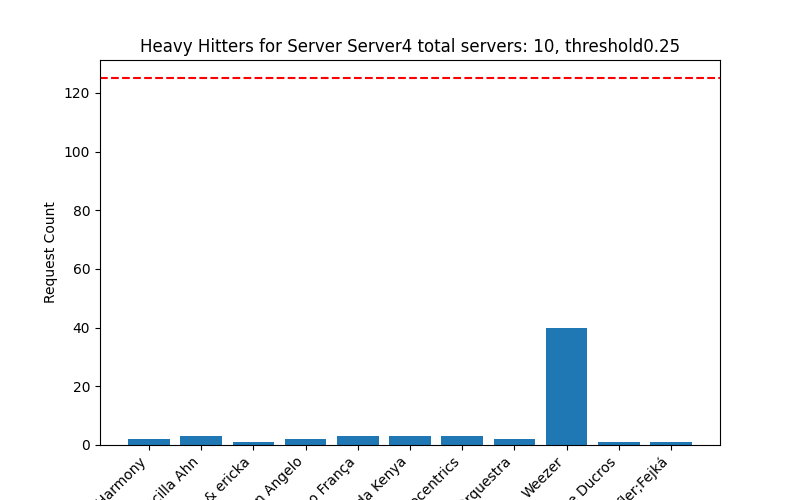 Heavy Hitters for Server Server4 total servers: 10, threshold0.25
120
100
80
60
40
20
0
Request Count
Harmony
cilla Ahn
& ericka
n Angelo
o França
da Kenya
centrics
rquestra
Weezer
e Ducros
ler;Fejká